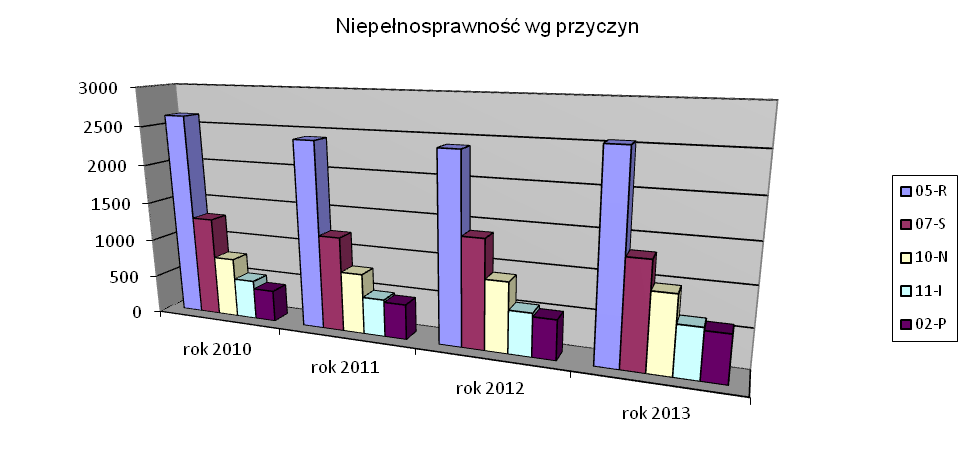 Niepełnosprawność wg przyczyn
3000
2500
2000
1500
1000
500
0
rok 2010
rok 2011
rok 2012
rok 2013
05-R
07-S
10-N
11-I
02-P